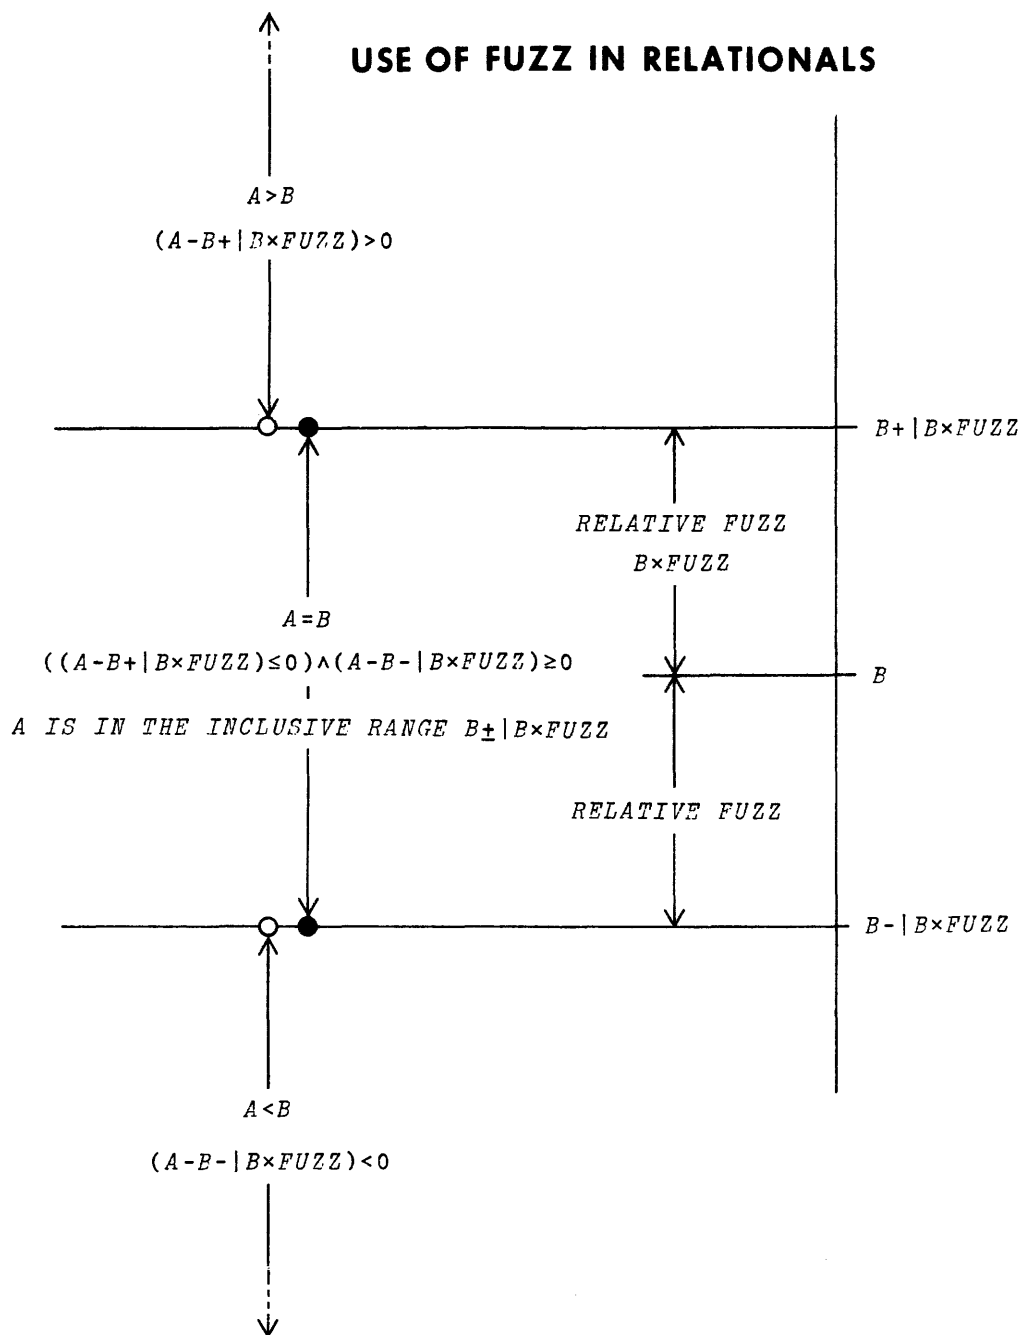 USE OF FUZZ IN RELATIONALS
A>B
(A-B+|B×FUZZ)>0
B+|B×FUZZ
RELATIVE FUZZ
B×FUZZ
A=B
((A-B+|B×FUZZ)≤0)∧(A-B-|B×FUZZ)≥0
B
A IS IN THE INCLUSIVE RANGE B±|B×FUZZ
RELATIVE FUZZ
B-|B×FUZZ
A<B
(A-B-|B×FUZZ)<0